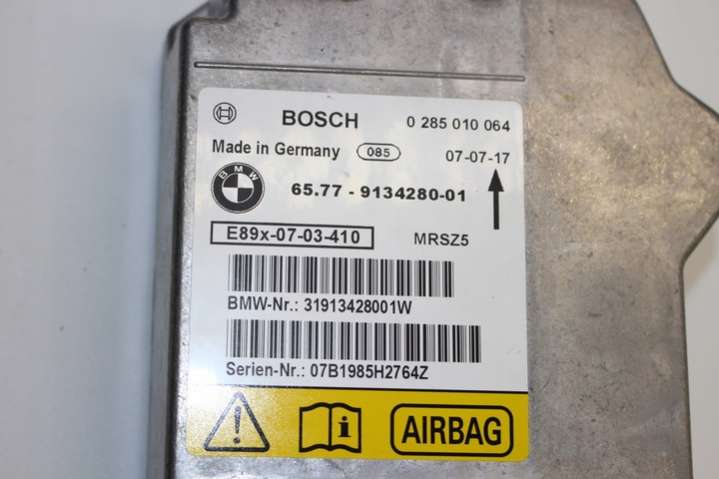 BOSCH 0 285 010 064
Made in Germany 085 07-07-17
BMW 65.77 - 9134280-01
E89x-07-03-410 MRSZ5
BMW-Nr.: 31913428001W
Serien-Nr.: 07B1985H2764Z
! i AIRBAG